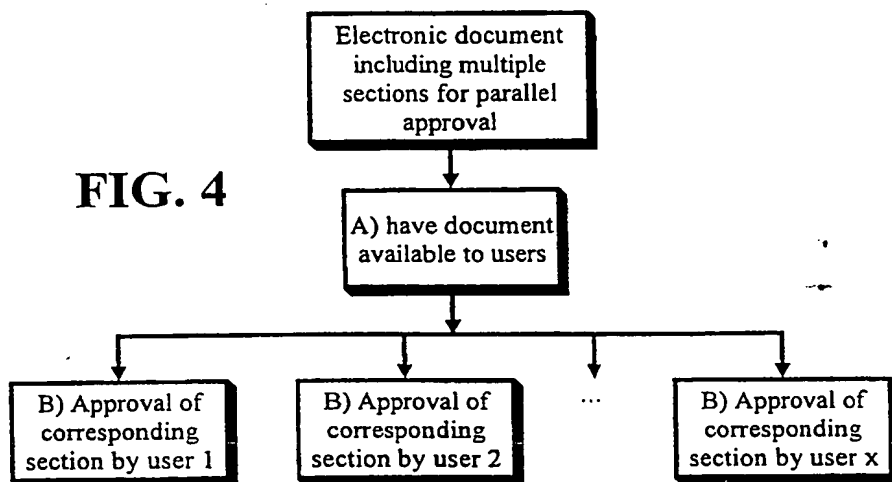 Electronic document
including multiple
sections for parallel
approval
FIG. 4
A) have document
available to users
B) Approval of
corresponding
section by user 1
B) Approval of
corresponding
section by user 2
...
B) Approval of
corresponding
section by user x